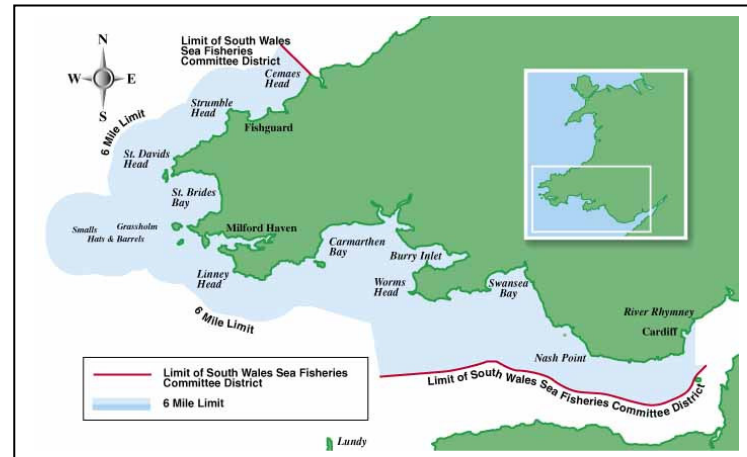 Limit of South Wales
Sea Fisheries
Committee District
N
W E
S
Cemaes
Head
Strumble
Head
Fishguard
6 Mile Limit
St. Davids
Head
St. Brides
Bay
Smalls
Grassholm
Hats & Barrels
Milford Haven
Carmarthen
Bay
Burry Inlet
Linney
Head
Worms
Head
Swansea
Bay
River Rhymney
Cardiff
6 Mile Limit
Nash Point
Limit of South Wales Sea Fisheries Committee District
Limit of South Wales Sea Fisheries
Committee District
6 Mile Limit
Lundy